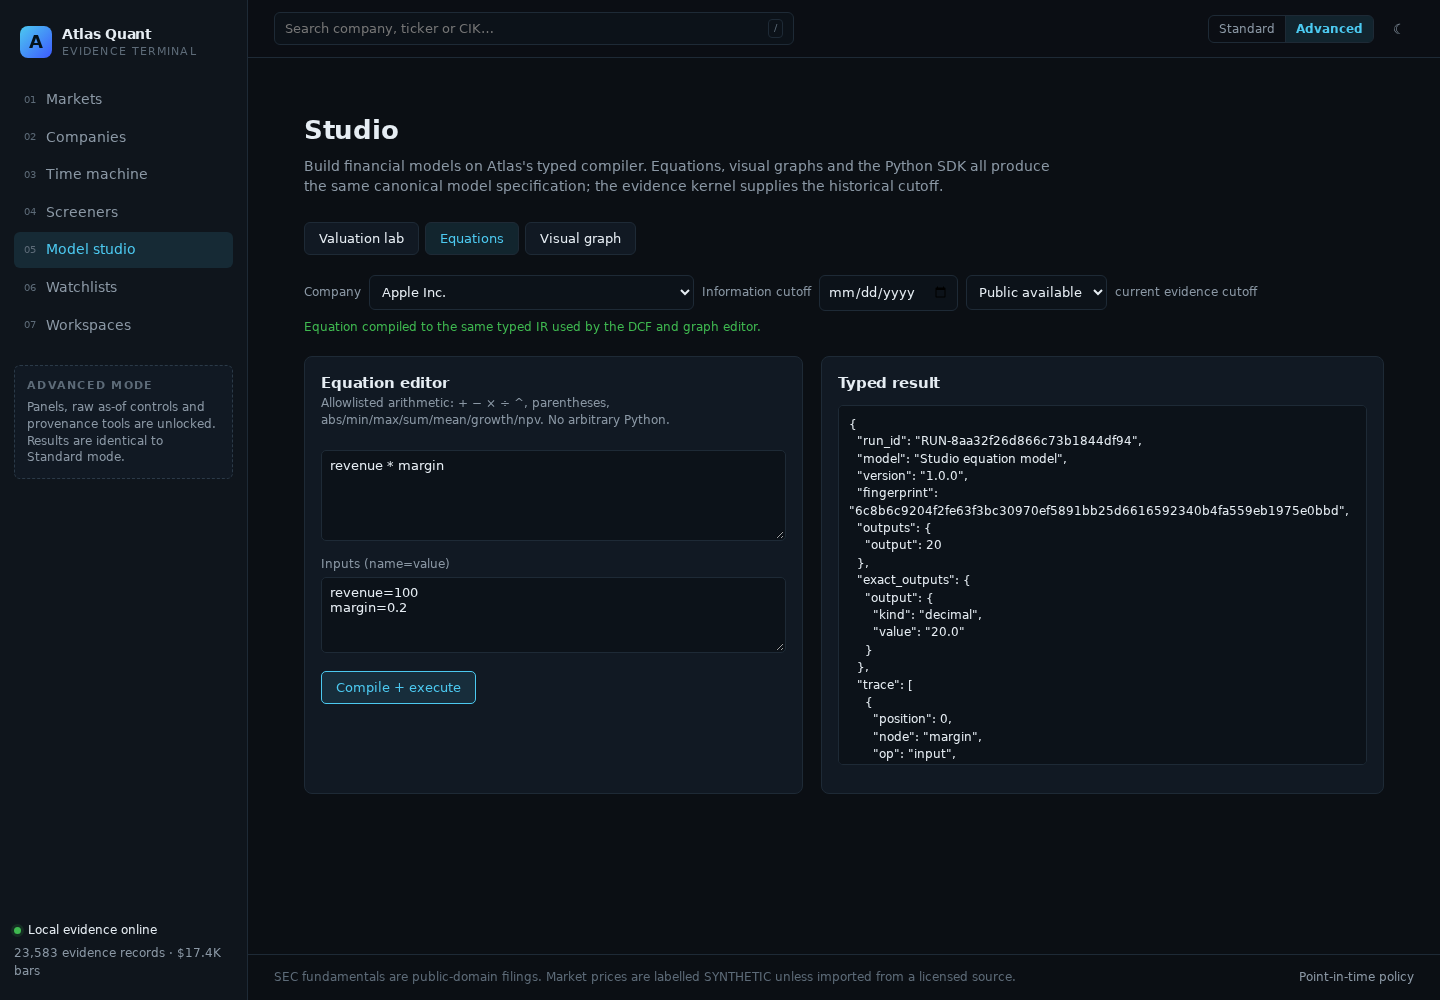 A
Atlas Quant
EVIDENCE TERMINAL
01 Markets
02 Companies
03 Time machine
04 Screeners
05 Model studio
06 Watchlists
07 Workspaces
ADVANCED MODE
Panels, raw as-of controls and
provenance tools are unlocked.
Results are identical to
Standard mode.
Local evidence online
23,583 evidence records · $17.4K
bars
Search company, ticker or CIK…
/
Standard
Advanced
Studio
Build financial models on Atlas's typed compiler. Equations, visual graphs and the Python SDK all produce
the same canonical model specification; the evidence kernel supplies the historical cutoff.
Valuation lab
Equations
Visual graph
Company
Apple Inc.
Information cutoff
mm/dd/yyyy
Public available
current evidence cutoff
Equation compiled to the same typed IR used by the DCF and graph editor.
Equation editor
Allowlisted arithmetic: + − × ÷ ^, parentheses,
abs/min/max/sum/mean/growth/npv. No arbitrary Python.
revenue * margin
Inputs (name=value)
revenue=100
margin=0.2
Compile + execute
Typed result
{
"run_id": "RUN-8aa32f26d866c73b1844df94",
"model": "Studio equation model",
"version": "1.0.0",
"fingerprint":
"6c8b6c9204f2fe63f3bc30970ef5891bb25d6616592340b4fa559eb1975e0bbd",
"outputs": {
"output": 20
},
"exact_outputs": {
"output": {
"kind": "decimal",
"value": "20.0"
}
},
"trace": [
{
"position": 0,
"node": "margin",
"op": "input",
SEC fundamentals are public-domain filings. Market prices are labelled SYNTHETIC unless imported from a licensed source.
Point-in-time policy